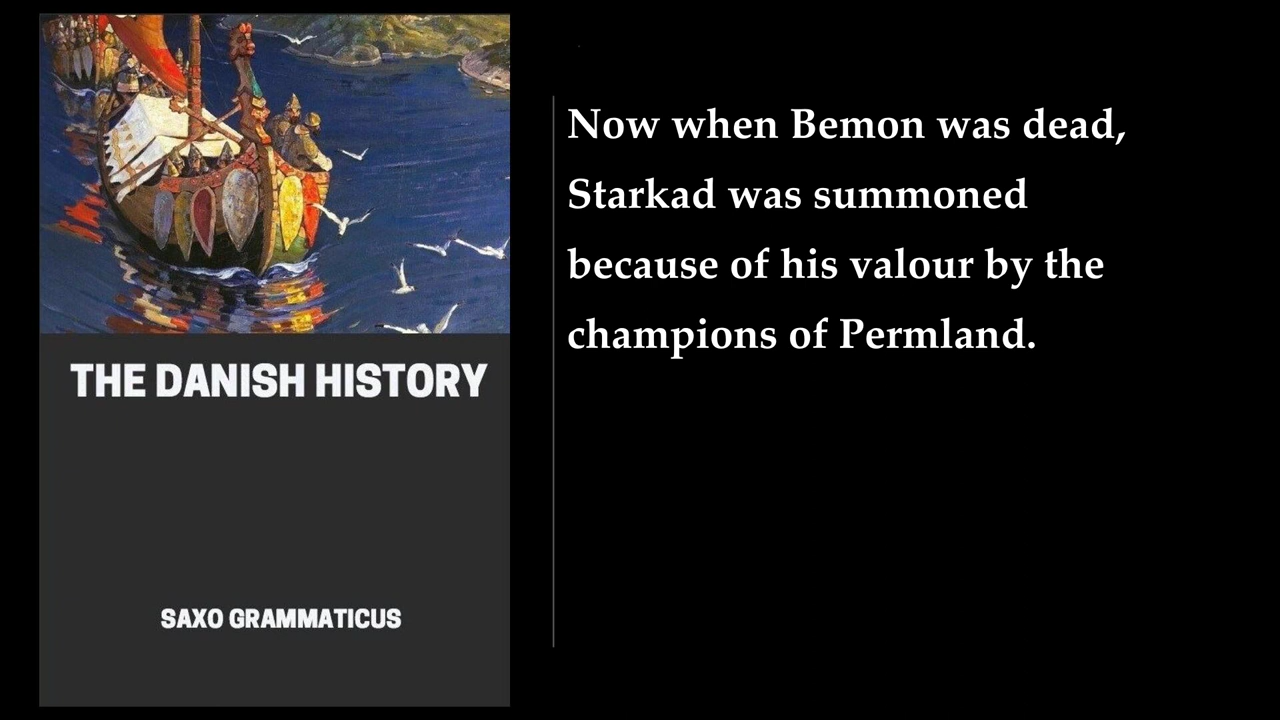 THE DANISH HISTORY
SAXO GRAMMATICUS
Now when Bemon was dead,
Starkad was summoned
because of his valour by the
champions of Permland.